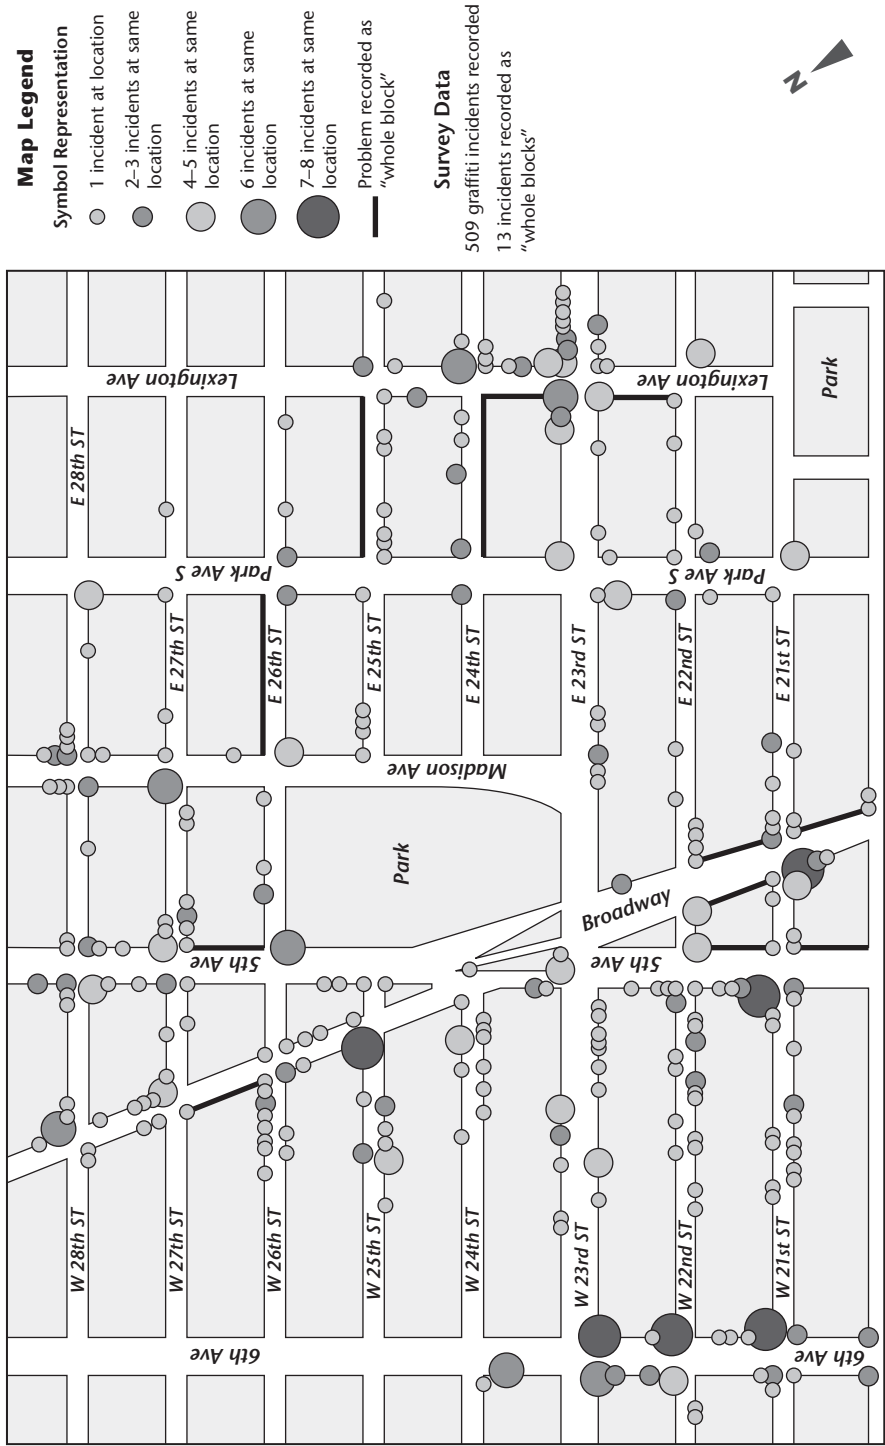 Map Legend
Symbol Representation
1 incident at location
2–3 incidents at same
location
4–5 incidents at same
location
6 incidents at same
location
7–8 incidents at same
location
Problem recorded as
“whole block”
Survey Data
509 graffiti incidents recorded
13 incidents recorded as
“whole blocks”
N
Lexington Ave
Lexington Ave
Park
E 28th ST
Park Ave S
Park Ave S
E 27th ST
E 26th ST
E 25th ST
E 24th ST
E 23rd ST
E 22nd ST
E 21st ST
Madison Ave
Park
Broadway
5th Ave
5th Ave
W 28th ST
W 27th ST
W 26th ST
W 25th ST
W 24th ST
W 23rd ST
W 22nd ST
W 21st ST
6th Ave
6th Ave